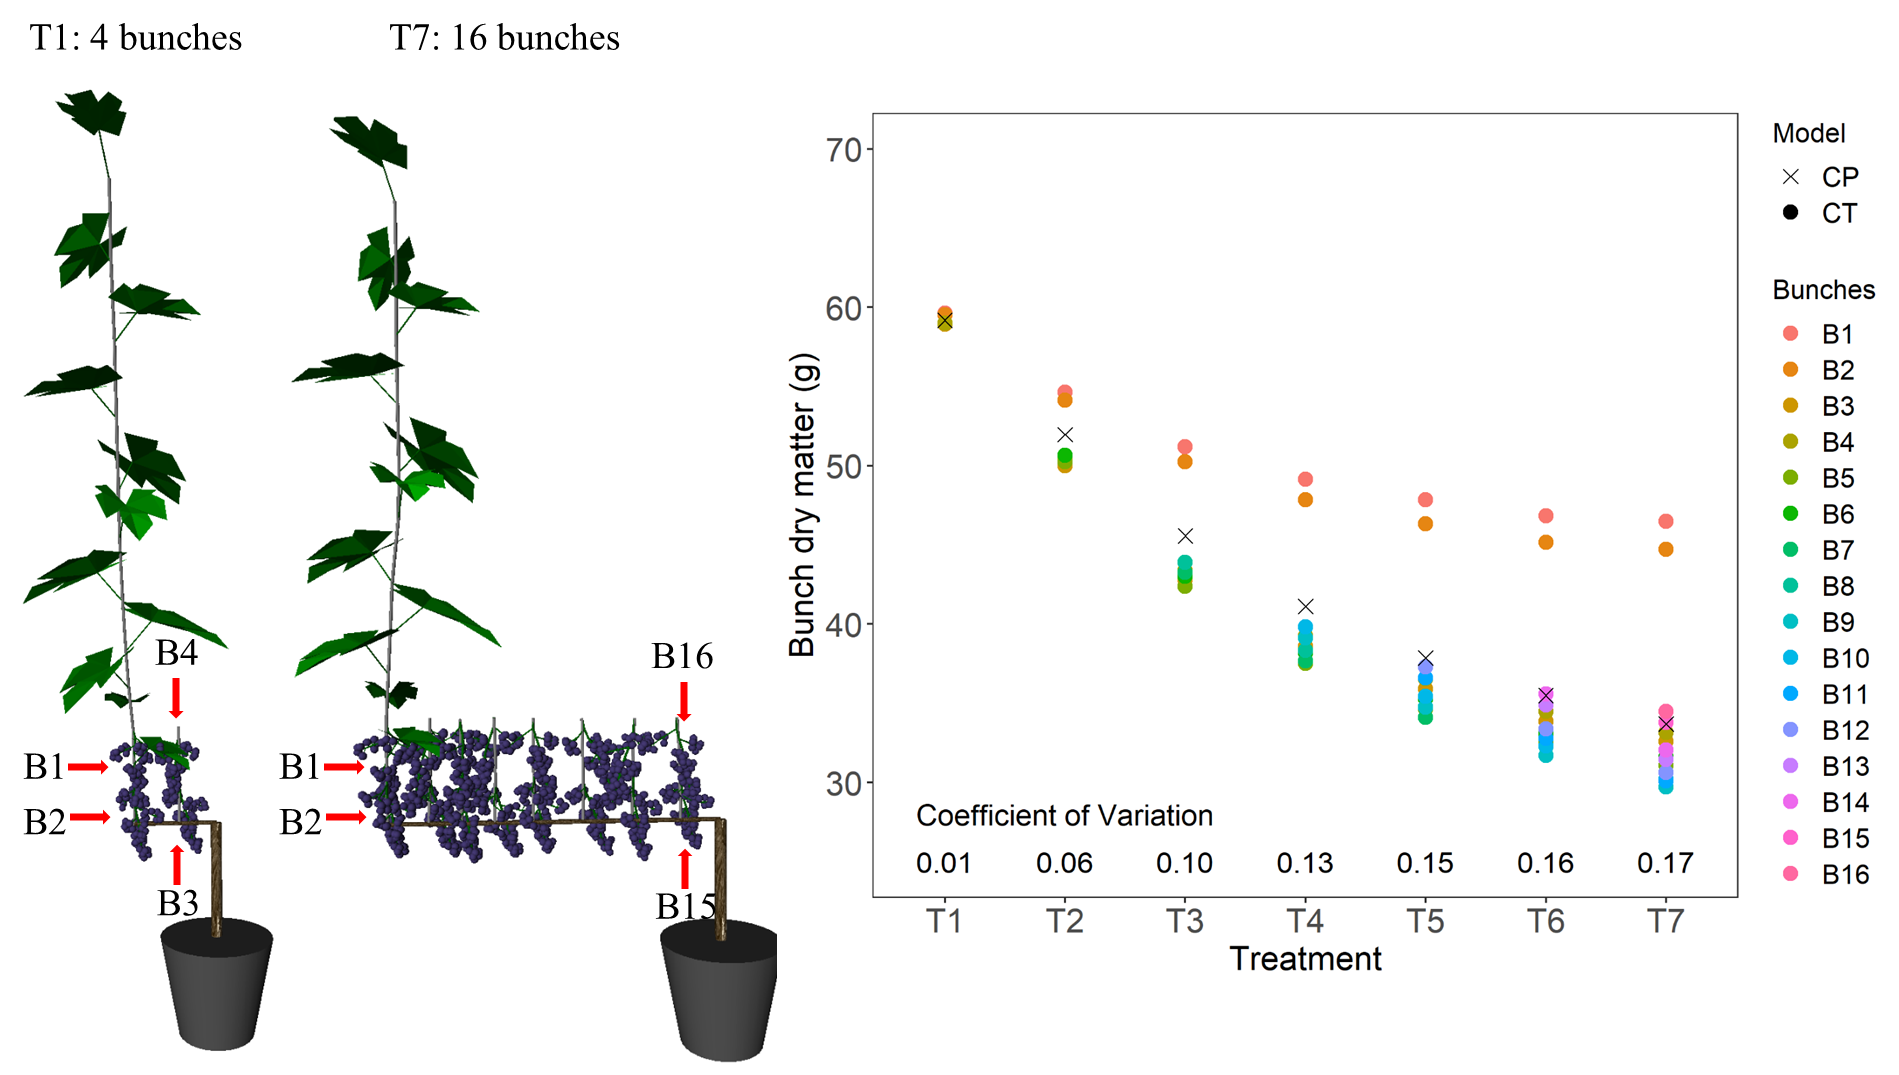 T1: 4 bunches
T7: 16 bunches
B4
B1
B2
B3
B16
B1
B2
B15
Bunch dry matter (g)
70
60
50
40
30
Coefficient of Variation
0.01 0.06 0.10 0.13 0.15 0.16 0.17
T1 T2 T3 T4 T5 T6 T7
Treatment
Model
CP
CT
Bunches
B1
B2
B3
B4
B5
B6
B7
B8
B9
B10
B11
B12
B13
B14
B15
B16